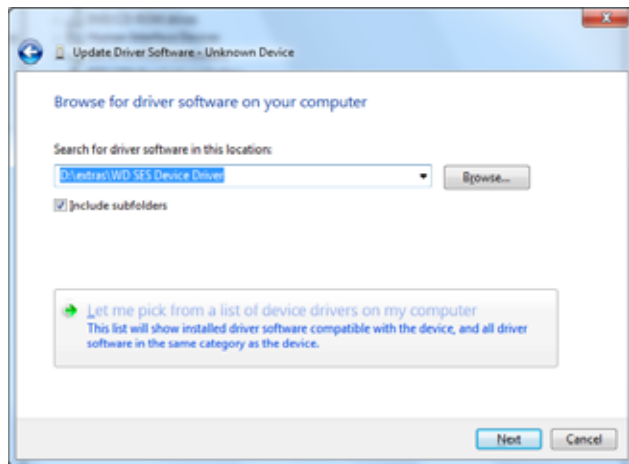 Update Driver Software - Unknown Device
Browse for driver software on your computer
Search for driver software in this location:
D:\extras\WD SES Device Driver
Browse...
Include subfolders
Let me pick from a list of device drivers on my computer
This list will show installed driver software compatible with the device, and all driver
software in the same category as the device.
Next
Cancel